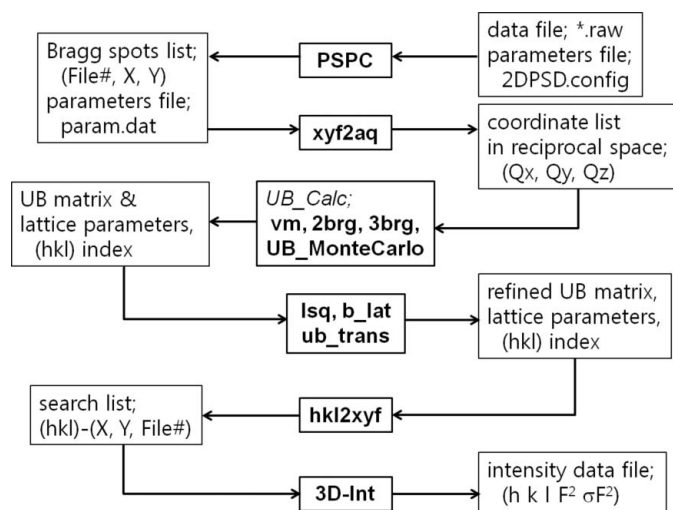 Bragg spots list;
(File#, X, Y)
parameters file;
param.dat
PSPC
data file; *.raw
parameters file;
2DPSD.config
xyf2aq
coordinate list
in reciprocal space;
(Qx, Qy, Qz)
UB matrix &
lattice parameters,
(hkl) index
UB_Calc;
vm, 2brg, 3brg,
UB_MonteCarlo
lsq, b_lat
ub_trans
refined UB matrix,
lattice parameters,
(hkl) index
search list;
(hkl)-(X, Y, File#)
hkl2xyf
3D-Int
intensity data file;
(h k l F² σF²)